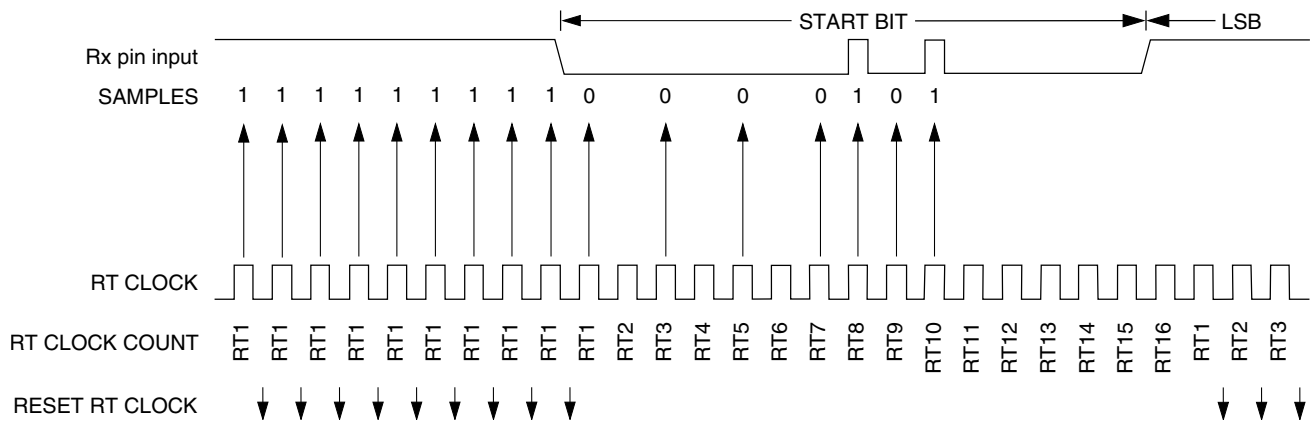 START BIT LSB
Rx pin input
SAMPLES 1 1 1 1 1 1 1 1 1 0 0 0 0 1 0 1
RT CLOCK
RT CLOCK COUNT RT1 RT1 RT1 RT1 RT1 RT1 RT1 RT1 RT1 RT1 RT2 RT3 RT4 RT5 RT6 RT7 RT8 RT9 RT10 RT11 RT12 RT13 RT14 RT15 RT16 RT1 RT2 RT3
RESET RT CLOCK